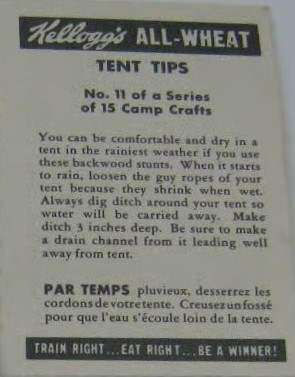 Kellogg's ALL-WHEAT
TENT TIPS
No. 11 of a Series
of 15 Camp Crafts
You can be comfortable and dry in a
tent in the rainiest weather if you use
these backwood stunts. When it starts
to rain, loosen the guy ropes of your
tent because they shrink when wet.
Always dig ditch around your tent so
water will be carried away. Make
ditch 3 inches deep. Be sure to make
a drain channel from it leading well
away from tent.
PAR TEMPS pluvieux, desserrez les
cordons de votre tente. Creusez un fossé
pour que l'eau s'écoule loin de la tente.
TRAIN RIGHT...EAT RIGHT...BE A WINNER!